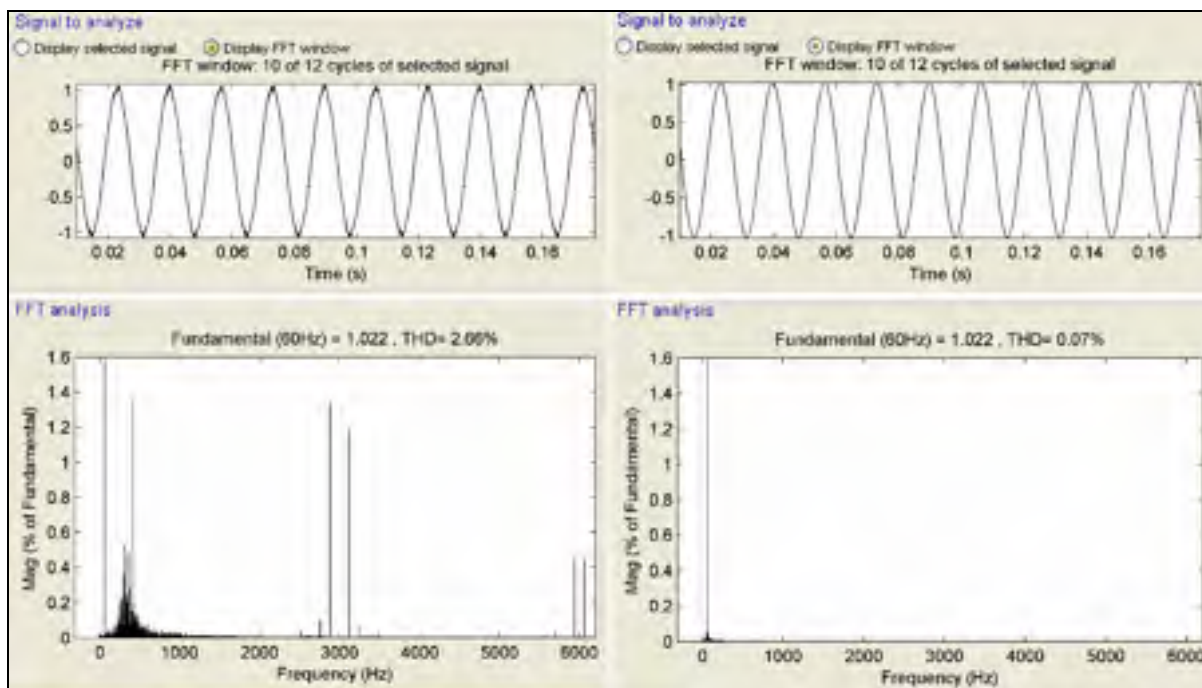 Signal to analyze
Display selected signal Display FFT window
FFT window: 10 of 12 cycles of selected signal
1
0.5
0
-0.5
-1
0.02 0.04 0.06 0.08 0.1 0.12 0.14 0.16
Time (s)
FFT analysis
Fundamental (60Hz) = 1.022 , THD= 2.66%
1.6
1.4
1.2
1
0.8
0.6
0.4
0.2
0
Mag (% of Fundamental)
0 1000 2000 3000 4000 5000 6000
Frequency (Hz)
Signal to analyze
Display selected signal Display FFT window
FFT window: 10 of 12 cycles of selected signal
1
0.5
0
-0.5
-1
0.02 0.04 0.06 0.08 0.1 0.12 0.14 0.16
Time (s)
FFT analysis
Fundamental (60Hz) = 1.022 , THD= 0.07%
1.6
1.4
1.2
1
0.8
0.6
0.4
0.2
0
Mag (% of Fundamental)
0 1000 2000 3000 4000 5000 6000
Frequency (Hz)